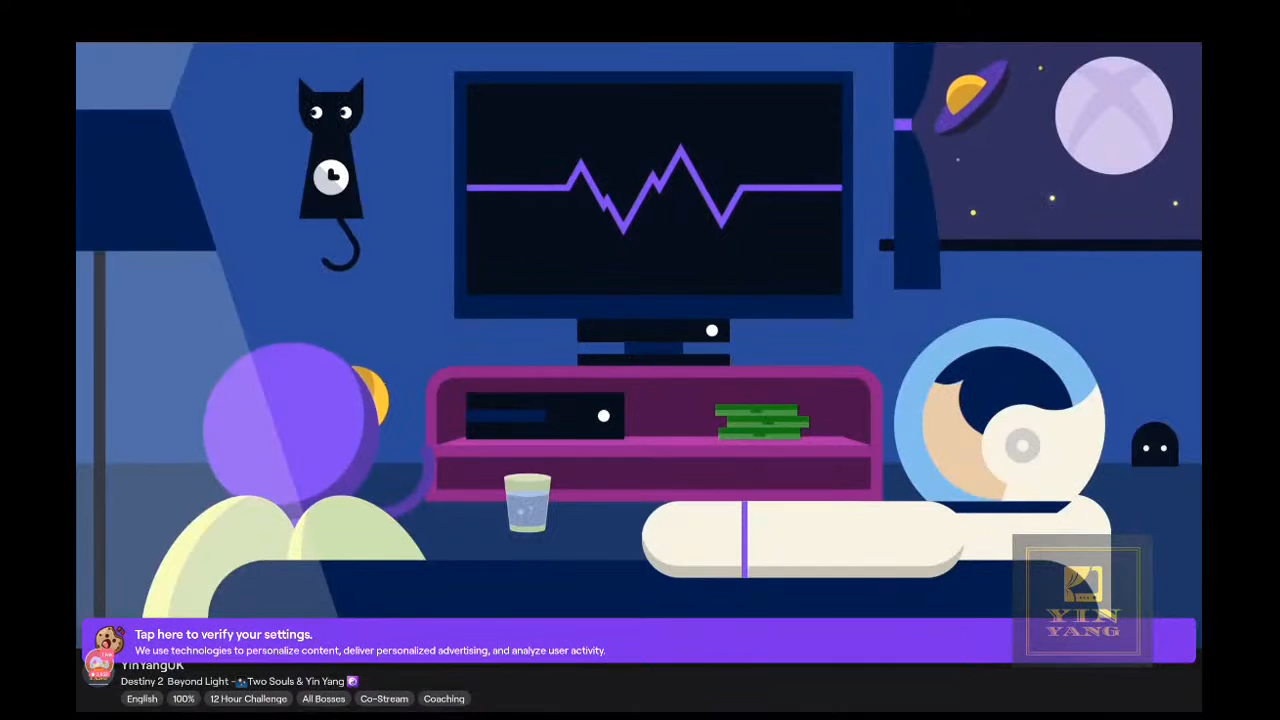 YIN
YANG
Tap here to verify your settings.
We use technologies to personalize content, deliver personalized advertising, and analyze user activity.
YinYangUK
Destiny 2 Beyond Light - Two Souls & Yin Yang
English 100% 12 Hour Challenge All Bosses Co-Stream Coaching